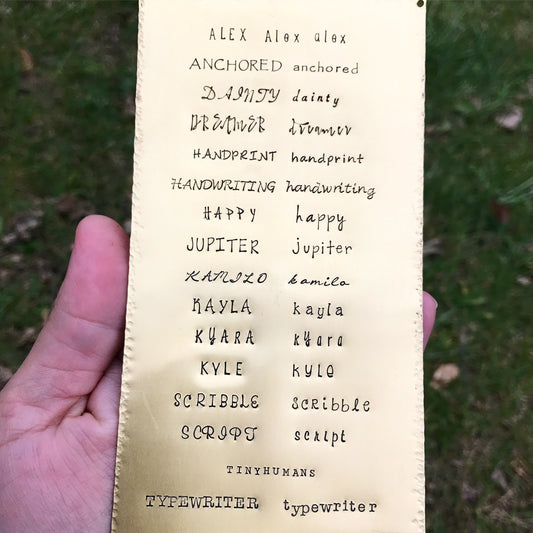 ALEX Alex alex
ANCHORED anchored
DAINTY dainty
DREAMER dreamer
HANDPRINT handprint
HANDWRITING handwriting
HAPPY happy
JUPITER jupiter
KAMILO kamilo
KAYLA kayla
KYARA kyara
KYLE kyle
SCRIBBLE scribble
SCRIPT script
TINYHUMANS
TYPEWRITER typewriter